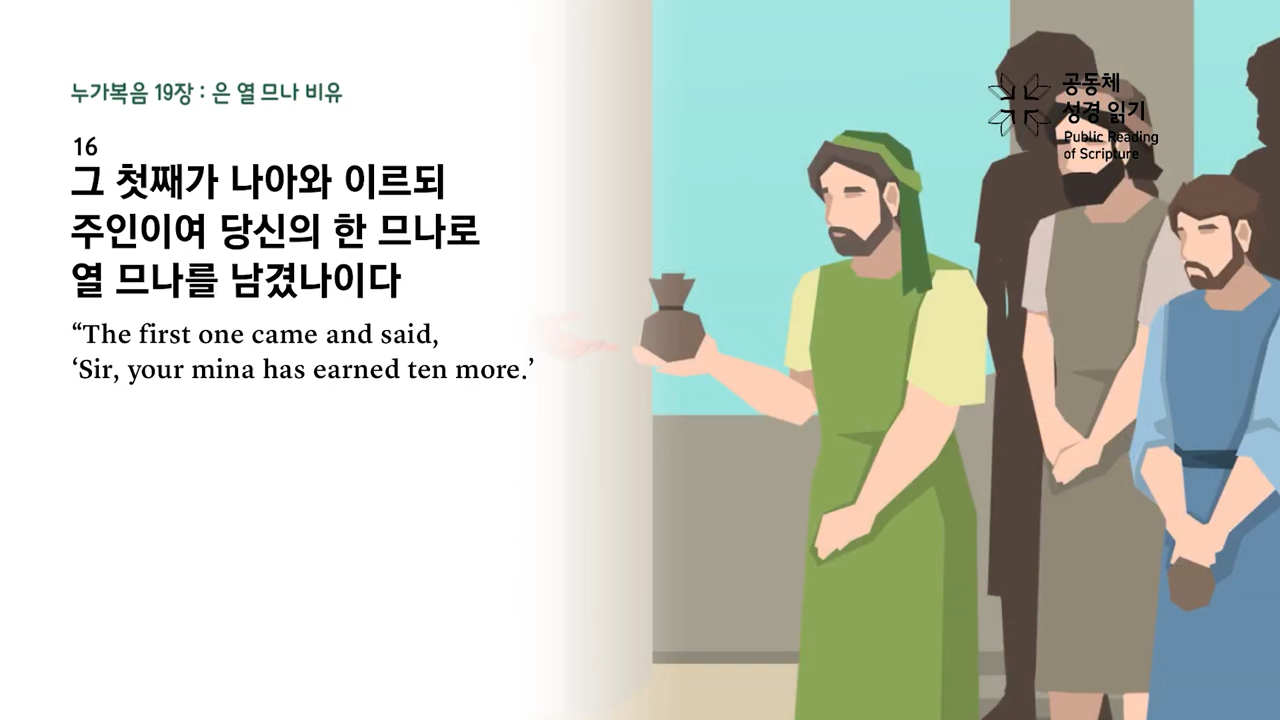 누가복음 19장 : 은 열 므나 비유
16
그 첫째가 나아와 이르되
주인이여 당신의 한 므나로
열 므나를 남겼나이다
“The first one came and said,
‘Sir, your mina has earned ten more.’
공동체
성경 읽기
Public Reading
of Scripture